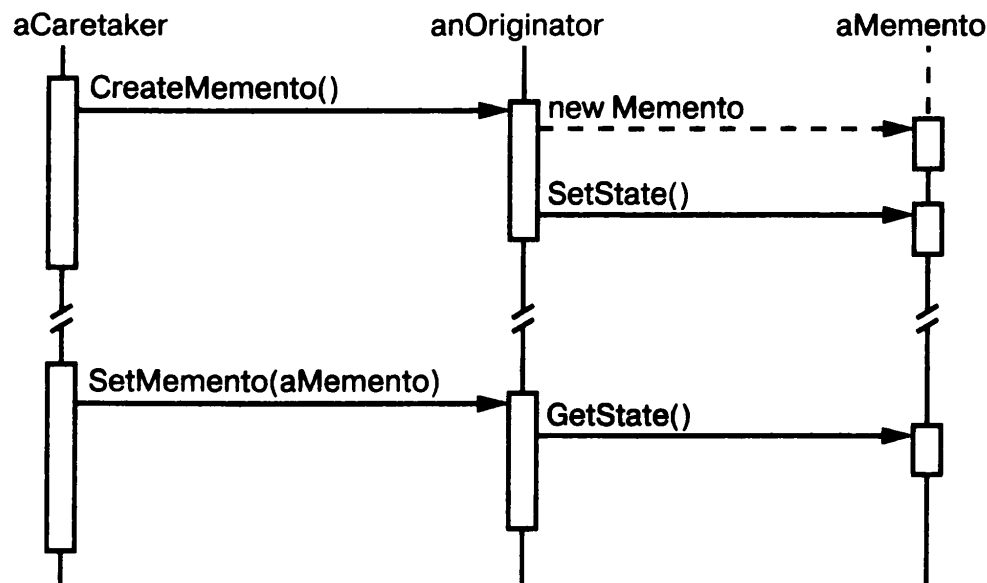 aCaretaker anOriginator aMemento
CreateMemento()
new Memento
SetState()
SetMemento(aMemento)
GetState()